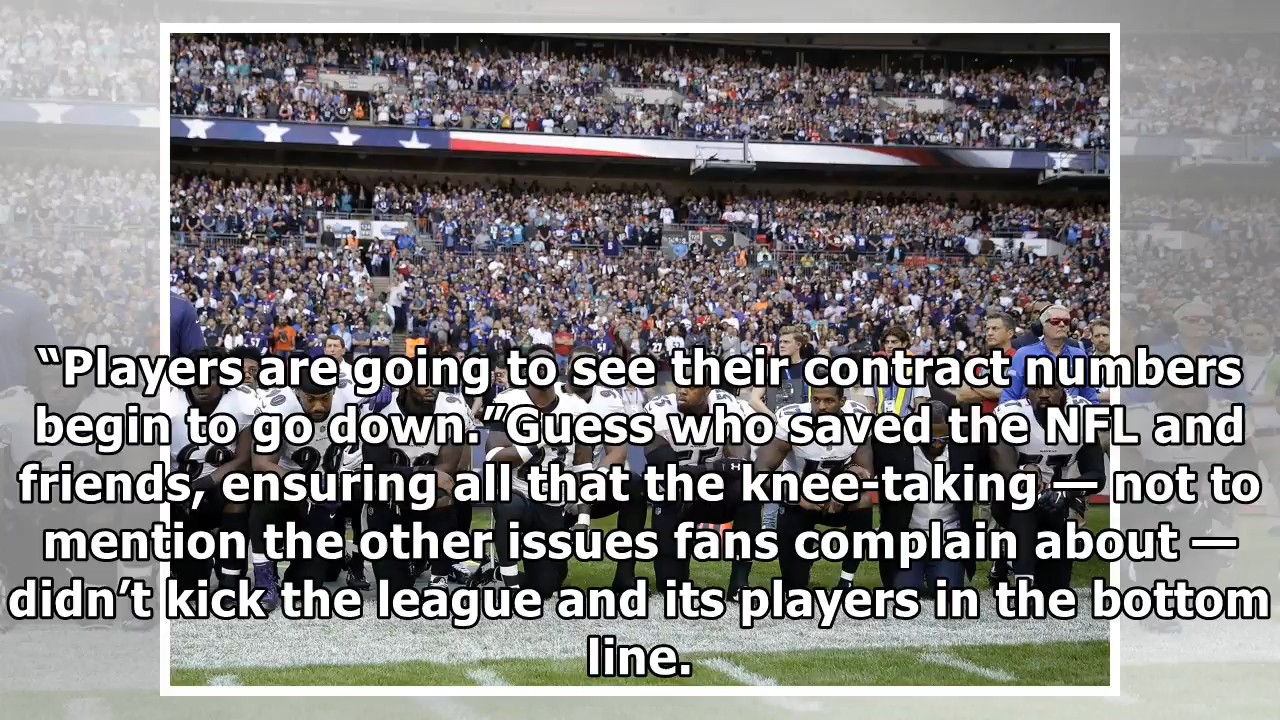 “Players are going to see their contract numbers
begin to go down.”Guess who saved the NFL and
friends, ensuring all that the knee-taking — not to
mention the other issues fans complain about —
didn’t kick the league and its players in the bottom
line.